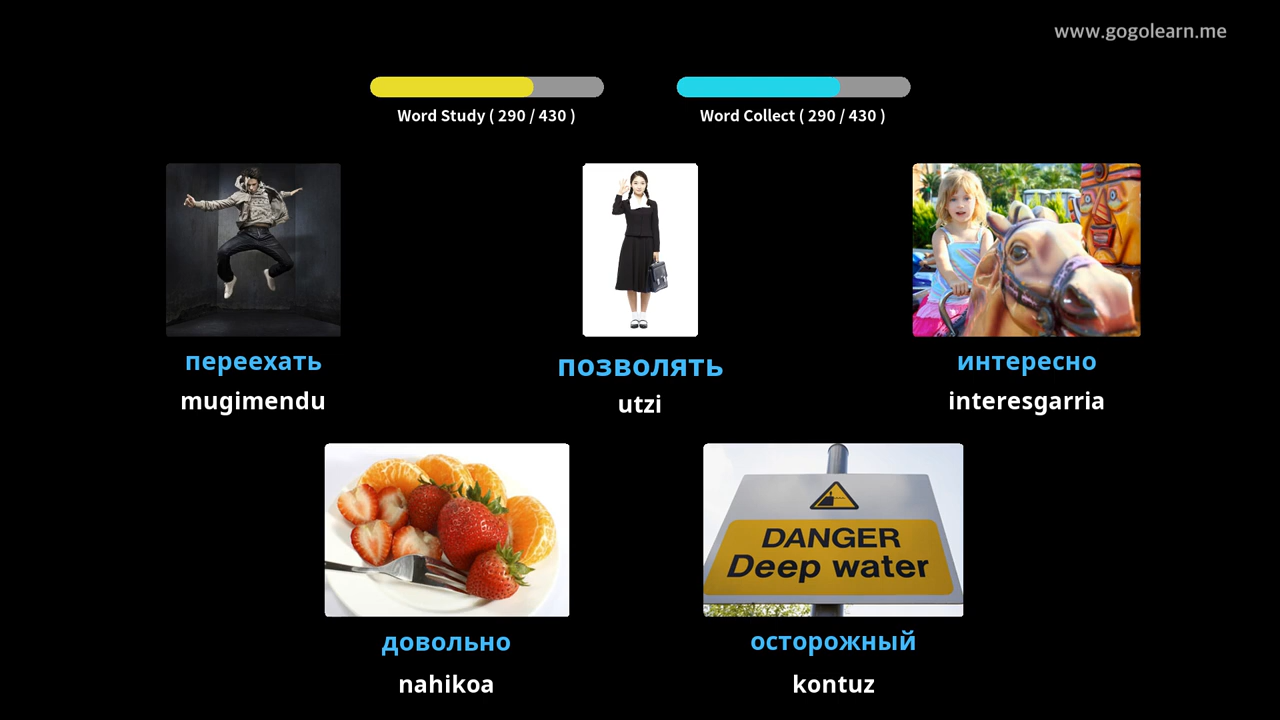 www.gogolearn.me
Word Study ( 290 / 430 )
Word Collect ( 290 / 430 )
переехать
mugimendu
позволять
utzi
интересно
interesgarria
DANGER
Deep water
довольно
nahikoa
осторожный
kontuz